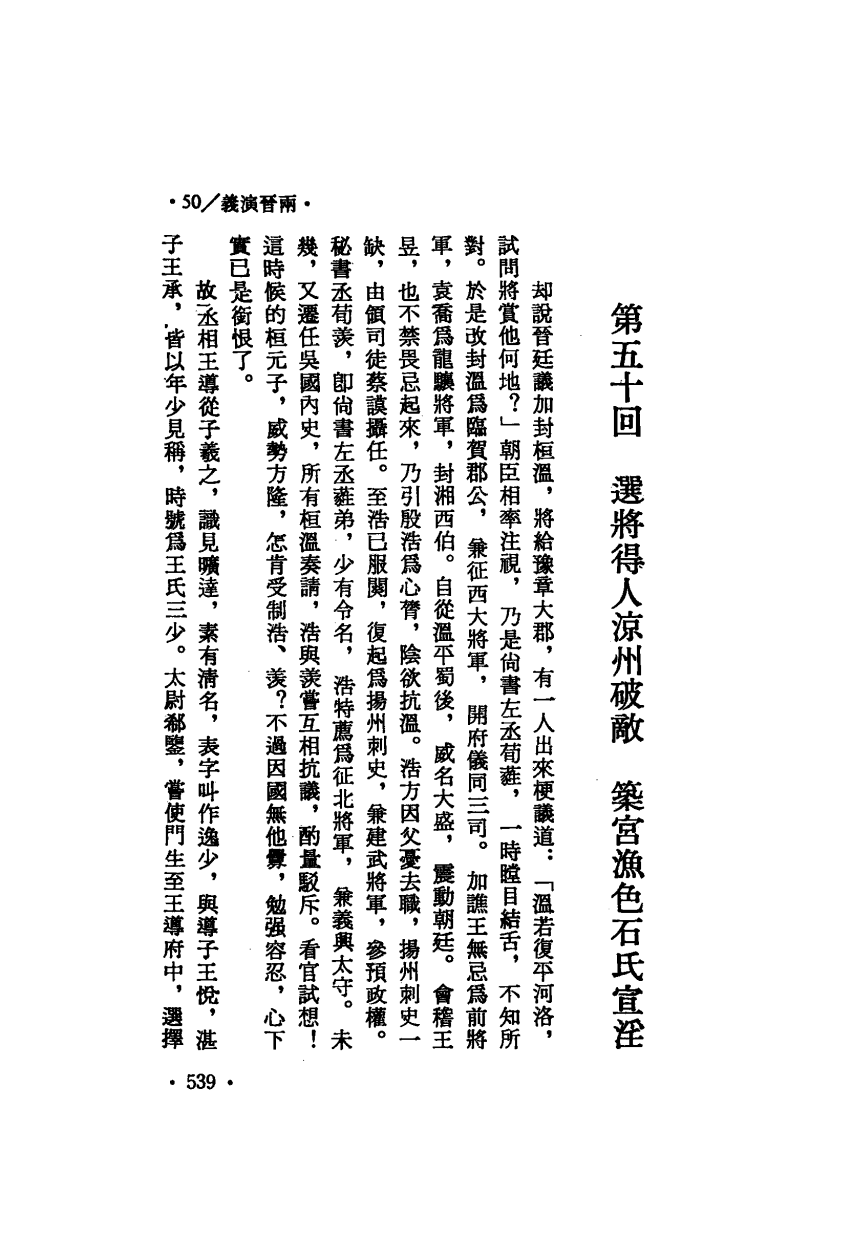 ·50／義演晉兩·
第五十回　選將得人涼州破敵　築宮漁色石氏宣淫
却說晉廷議加封桓溫，將給豫章大郡，有一人出來梗議道：「溫若復平河洛，
試問將賞他何地？」朝臣相率注視，乃是尙書左丞荀蕤，一時瞠目結舌，不知所
對。於是改封溫爲臨賀郡公，兼征西大將軍，開府儀同三司。加譙王無忌爲前將
軍，袁喬爲龍驤將軍，封湘西伯。自從溫平蜀後，威名大盛，震動朝廷。會稽王
昱，也不禁畏忌起來，乃引殷浩爲心膂，陰欲抗溫。浩方因父憂去職，揚州刺史一
缺，由領司徒蔡謨攝任。至浩已服闋，復起爲揚州刺史，兼建武將軍，參預政權。
秘書丞荀羨，卽尙書左丞蕤弟，少有令名，浩特薦爲征北將軍，兼義興太守。未
幾，又遷任吳國內史，所有桓溫奏請，浩與羨嘗互相抗議，酌量駁斥。看官試想！
這時候的桓元子，威勢方隆，怎肯受制浩、羨？不過因國無他釁，勉强容忍，心下
實已是銜恨了。
故丞相王導從子羲之，識見曠達，素有清名，表字叫作逸少，與導子王悅，湛
子王承，皆以年少見稱，時號爲王氏三少。太尉郗鑒，嘗使門生至王導府中，選擇
·539·